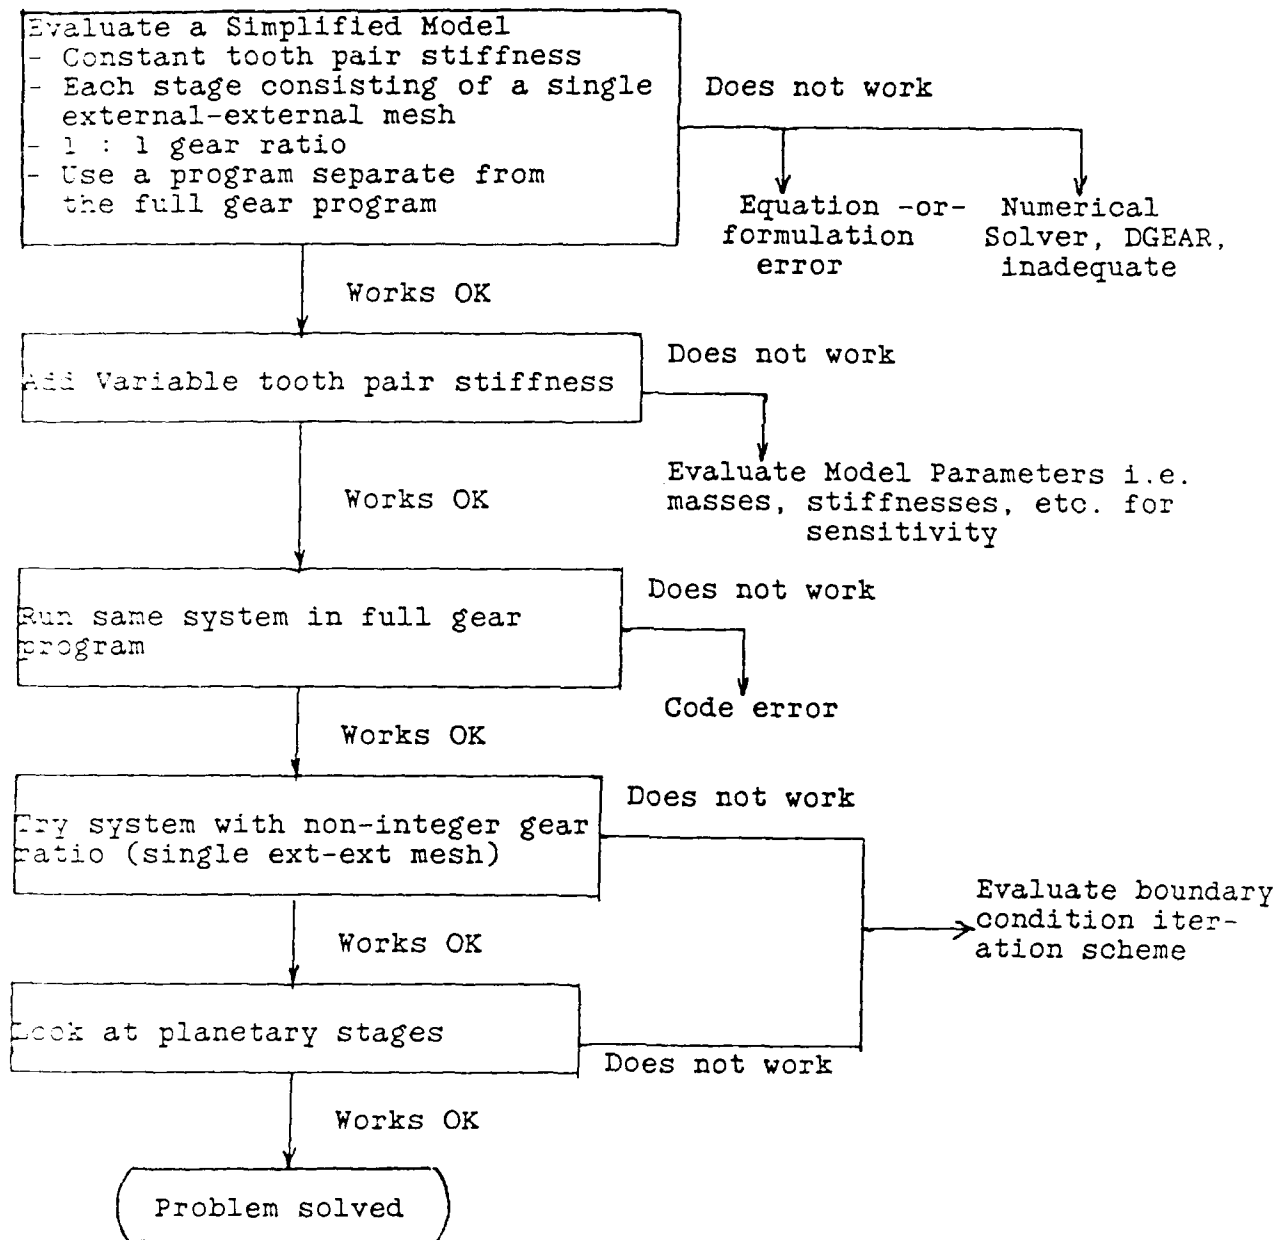 Evaluate a Simplified Model
- Constant tooth pair stiffness
- Each stage consisting of a single
external-external mesh
- 1 : 1 gear ratio
- Use a program separate from
the full gear program
Does not work
Equation -or-
formulation
error
Numerical
Solver, DGEAR,
inadequate
Works OK
Add Variable tooth pair stiffness
Does not work
Evaluate Model Parameters i.e.
masses, stiffnesses, etc. for
sensitivity
Works OK
Run same system in full gear
program
Does not work
Code error
Works OK
Try system with non-integer gear
ratio (single ext-ext mesh)
Does not work
Evaluate boundary
condition iter-
ation scheme
Works OK
Look at planetary stages
Does not work
Works OK
Problem solved